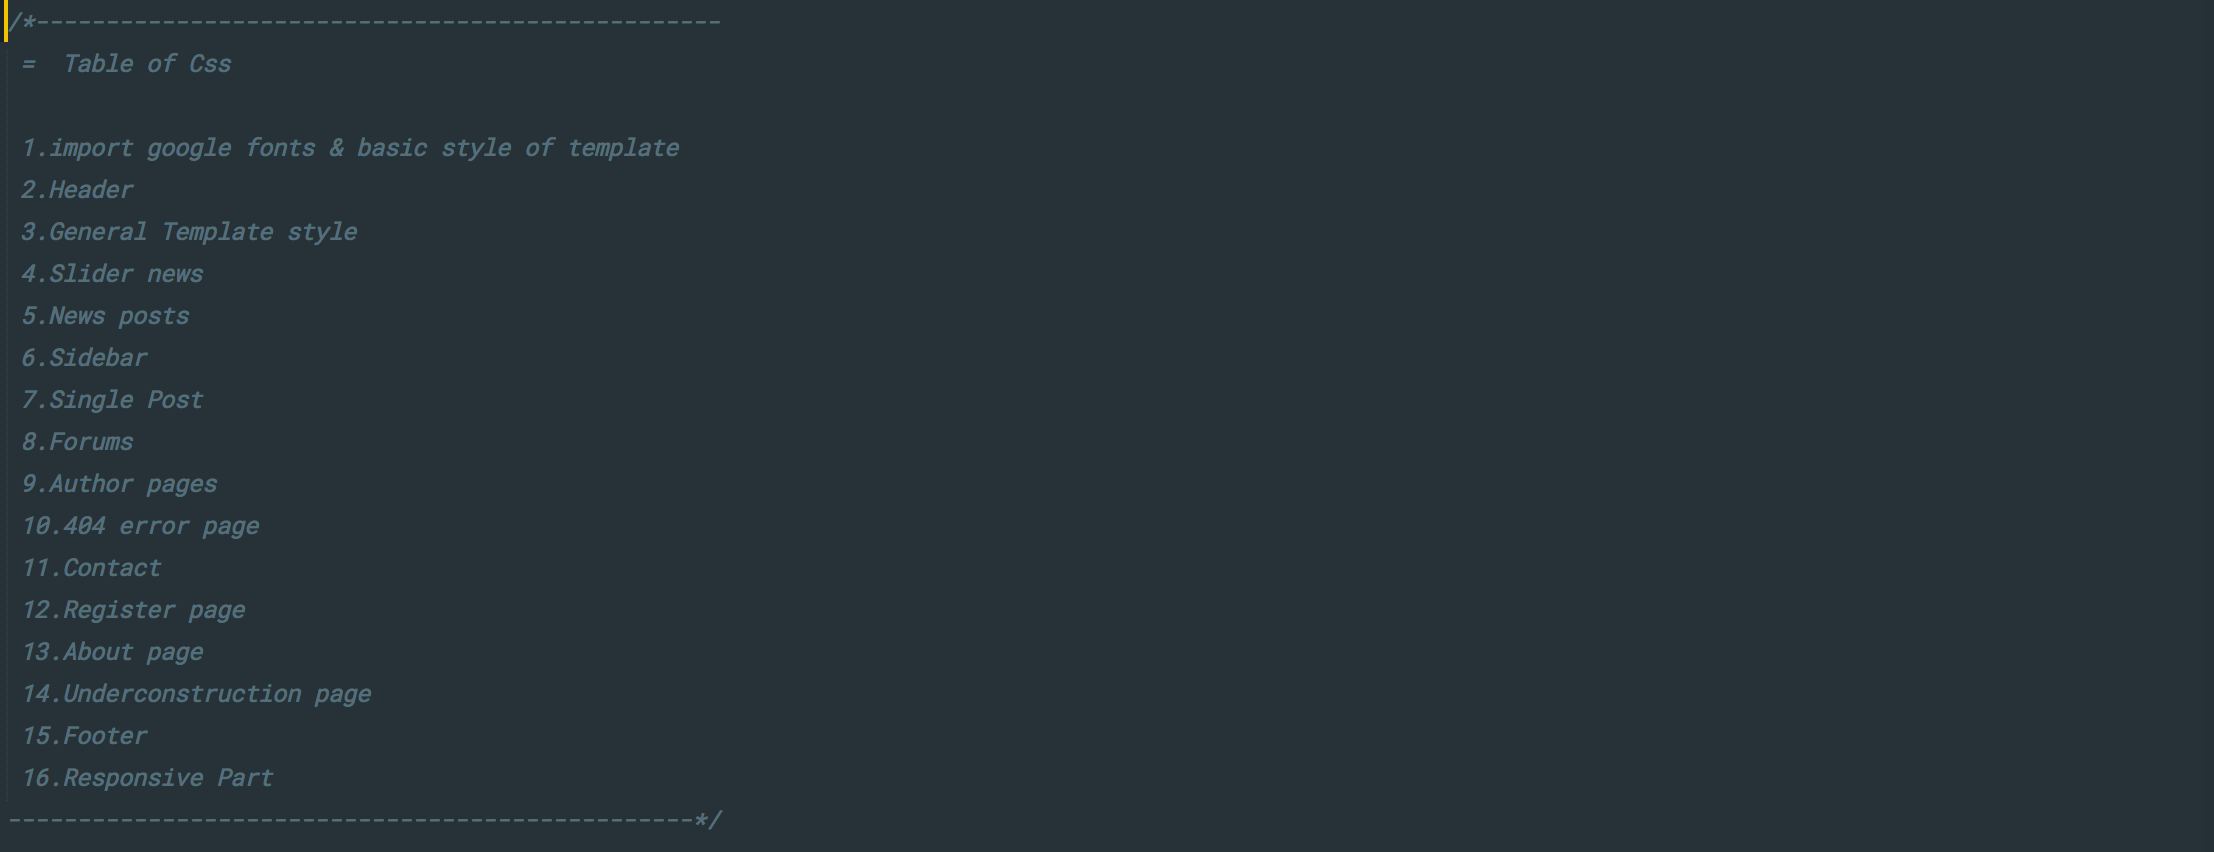 /*-------------------------------------------------
=  Table of Css

1.import google fonts & basic style of template
2.Header
3.General Template style
4.Slider news
5.News posts
6.Sidebar
7.Single Post
8.Forums
9.Author pages
10.404 error page
11.Contact
12.Register page
13.About page
14.Underconstruction page
15.Footer
16.Responsive Part
-------------------------------------------------*/